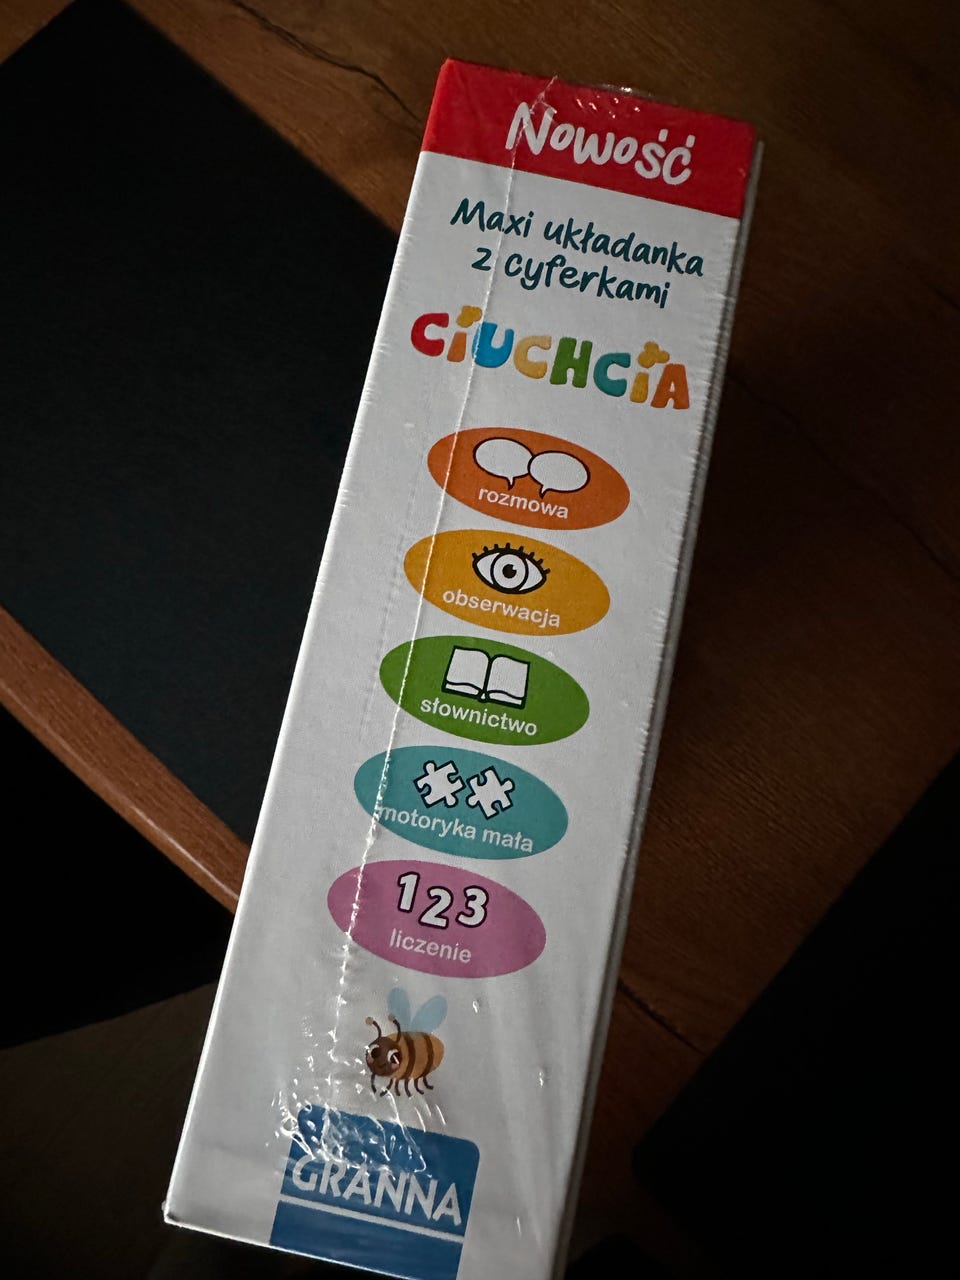 Nowość
Maxi układanka
z cyferkami
CIUCHCIA
rozmowa
obserwacja
słownictwo
motoryka mała
123
liczenie
GRANNA